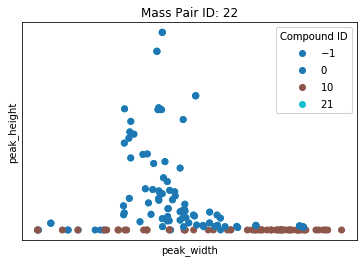 Mass Pair ID: 22
Compound ID
−1
0
10
21
peak_height
peak_width